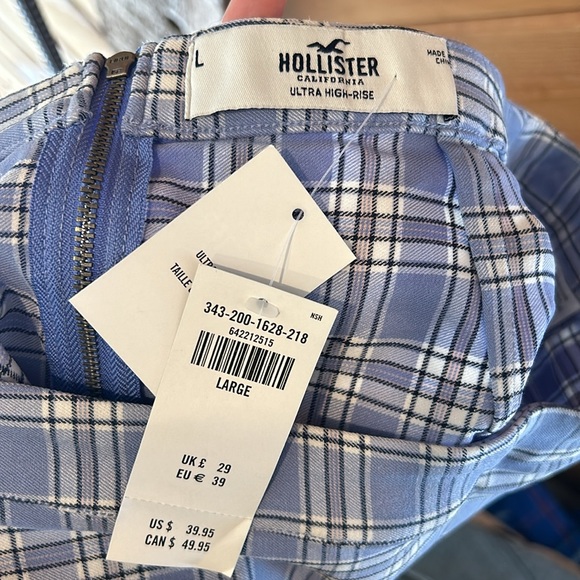 L
HOLLISTER
CALIFORNIA
ULTRA HIGH-RISE
MADE
TAILLE
343-200-1628-218
NSH
642212515
LARGE
UK £ 29
EU € 39
US $ 39.95
CAN $ 49.95